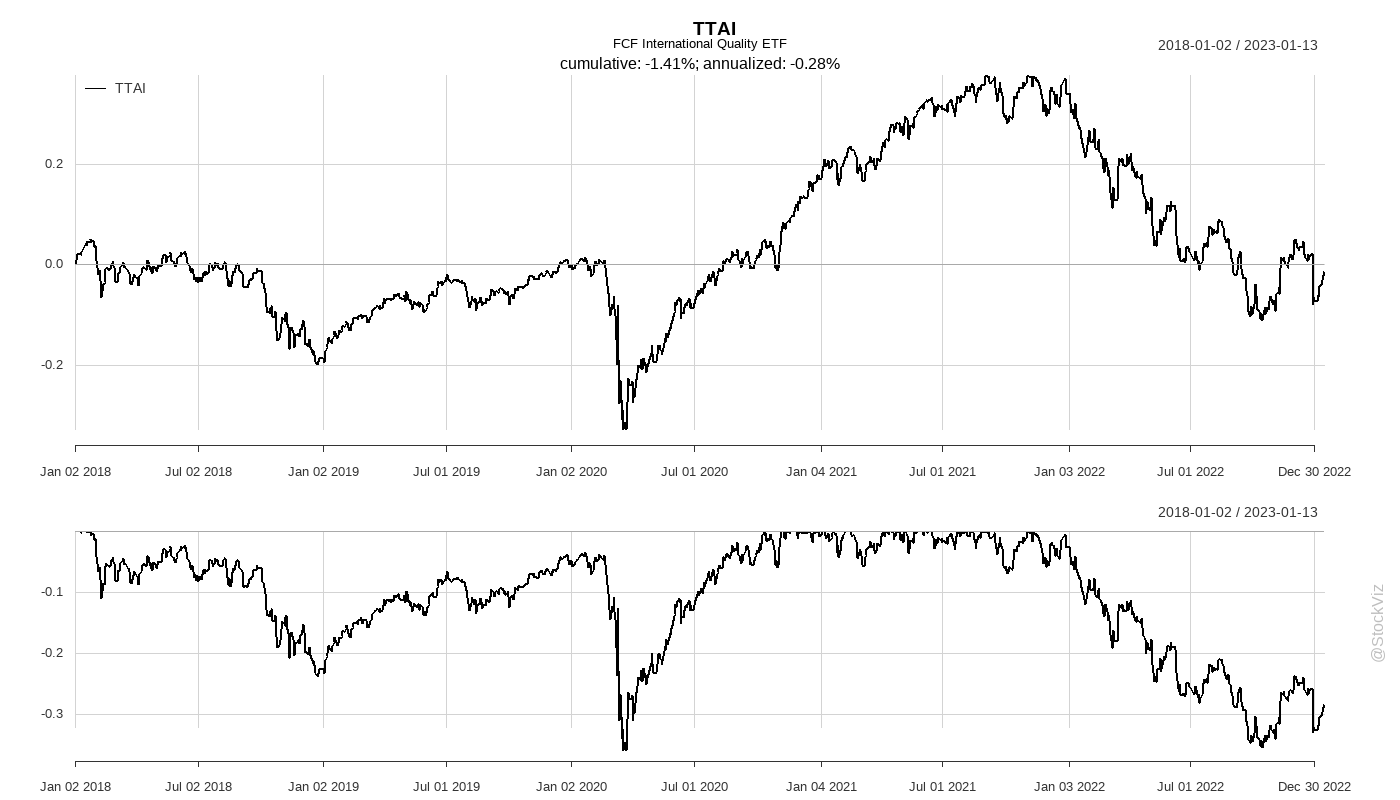 TTAI
FCF International Quality ETF
2018-01-02 / 2023-01-13
cumulative: -1.41%; annualized: -0.28%
TTAI
0.2
0.0
-0.2
Jan 02 2018 Jul 02 2018 Jan 02 2019 Jul 01 2019 Jan 02 2020 Jul 01 2020 Jan 04 2021 Jul 01 2021 Jan 03 2022 Jul 01 2022 Dec 30 2022
2018-01-02 / 2023-01-13
-0.1
-0.2
-0.3
Jan 02 2018 Jul 02 2018 Jan 02 2019 Jul 01 2019 Jan 02 2020 Jul 01 2020 Jan 04 2021 Jul 01 2021 Jan 03 2022 Jul 01 2022 Dec 30 2022
@StockViz